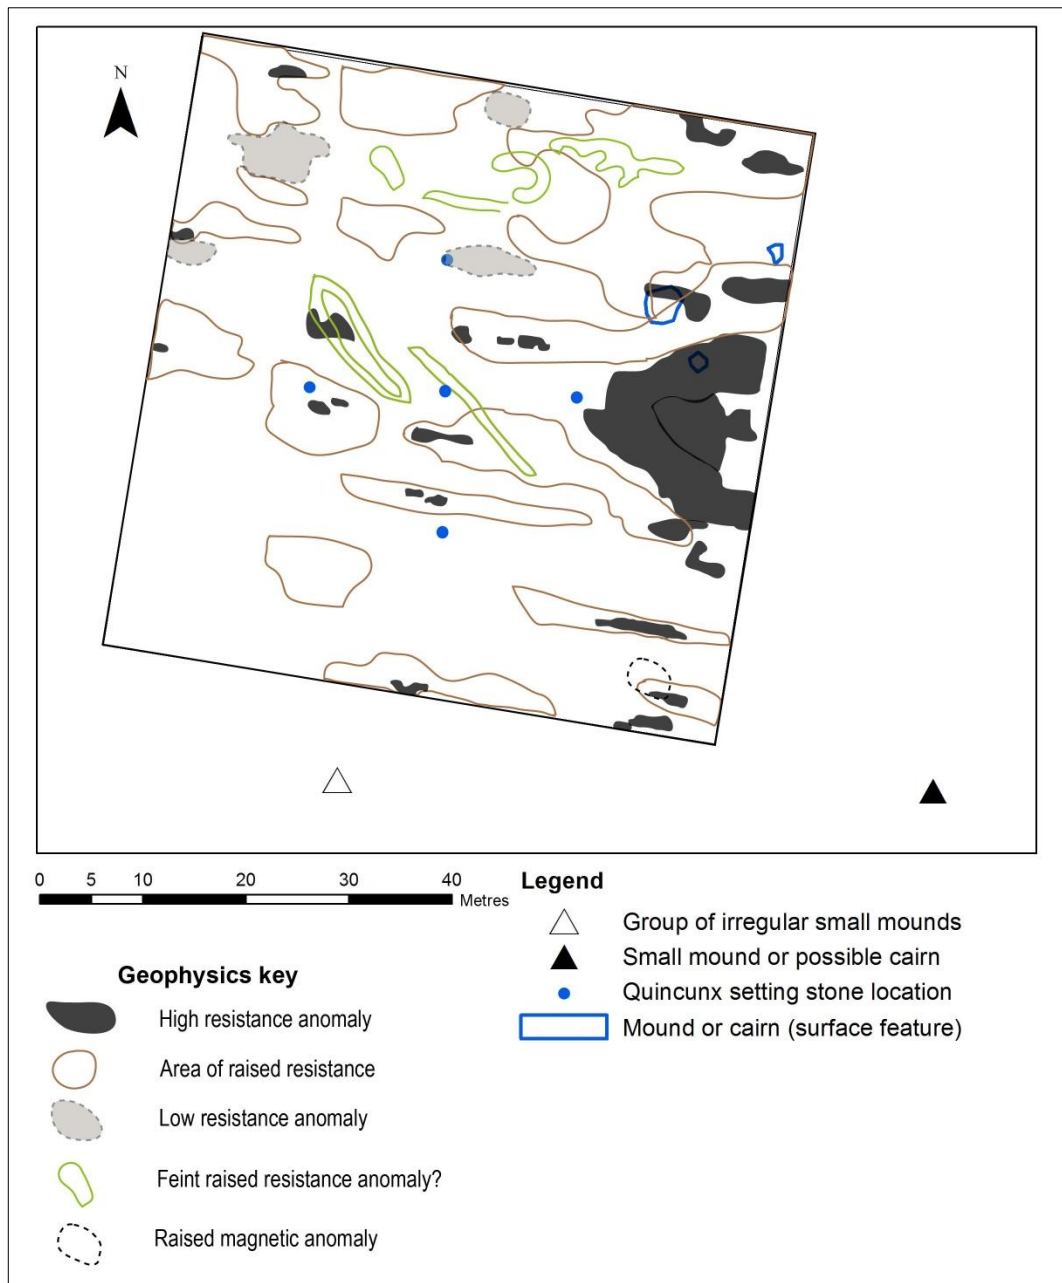 N
0 5 10 20 30 40
Metres
Legend
Group of irregular small mounds
Small mound or possible cairn
Quincunx setting stone location
Mound or cairn (surface feature)
Geophysics key
High resistance anomaly
Area of raised resistance
Low resistance anomaly
Feint raised resistance anomaly?
Raised magnetic anomaly